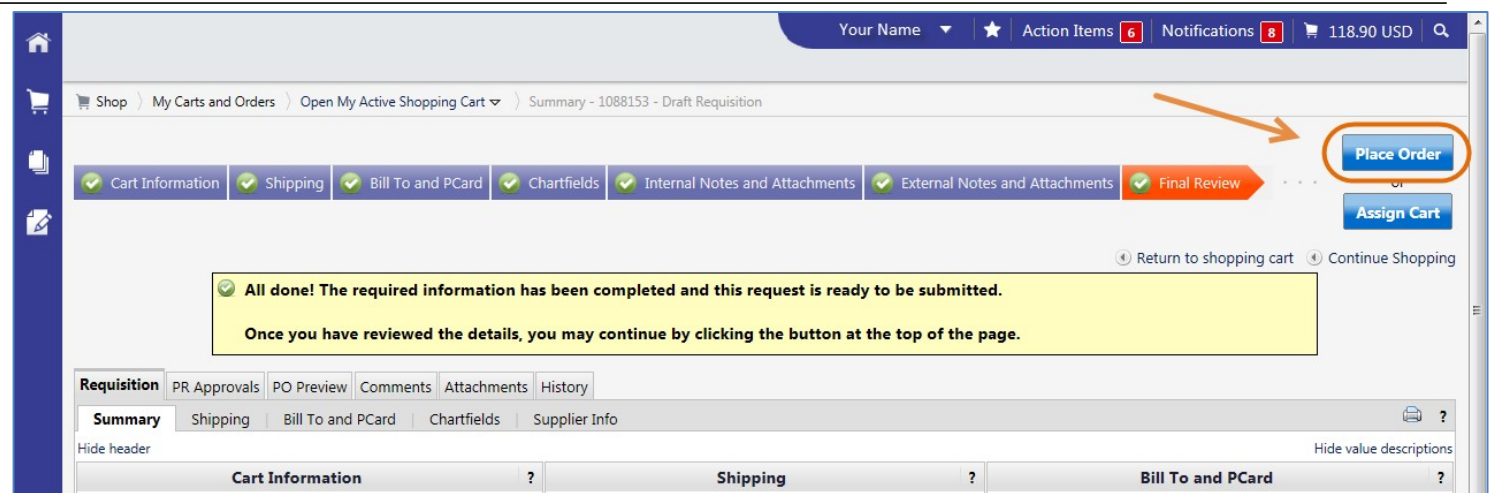 Your Name Action Items 6 Notifications 8 118.90 USD
Shop My Carts and Orders Open My Active Shopping Cart Summary - 1088153 - Draft Requisition
Place Order
Cart Information Shipping Bill To and PCard Chartfields Internal Notes and Attachments External Notes and Attachments Final Review
or
Assign Cart
Return to shopping cart Continue Shopping
All done! The required information has been completed and this request is ready to be submitted.
Once you have reviewed the details, you may continue by clicking the button at the top of the page.
Requisition PR Approvals PO Preview Comments Attachments History
Summary Shipping Bill To and PCard Chartfields Supplier Info ?
Hide header Hide value descriptions
Cart Information ? Shipping ? Bill To and PCard ?